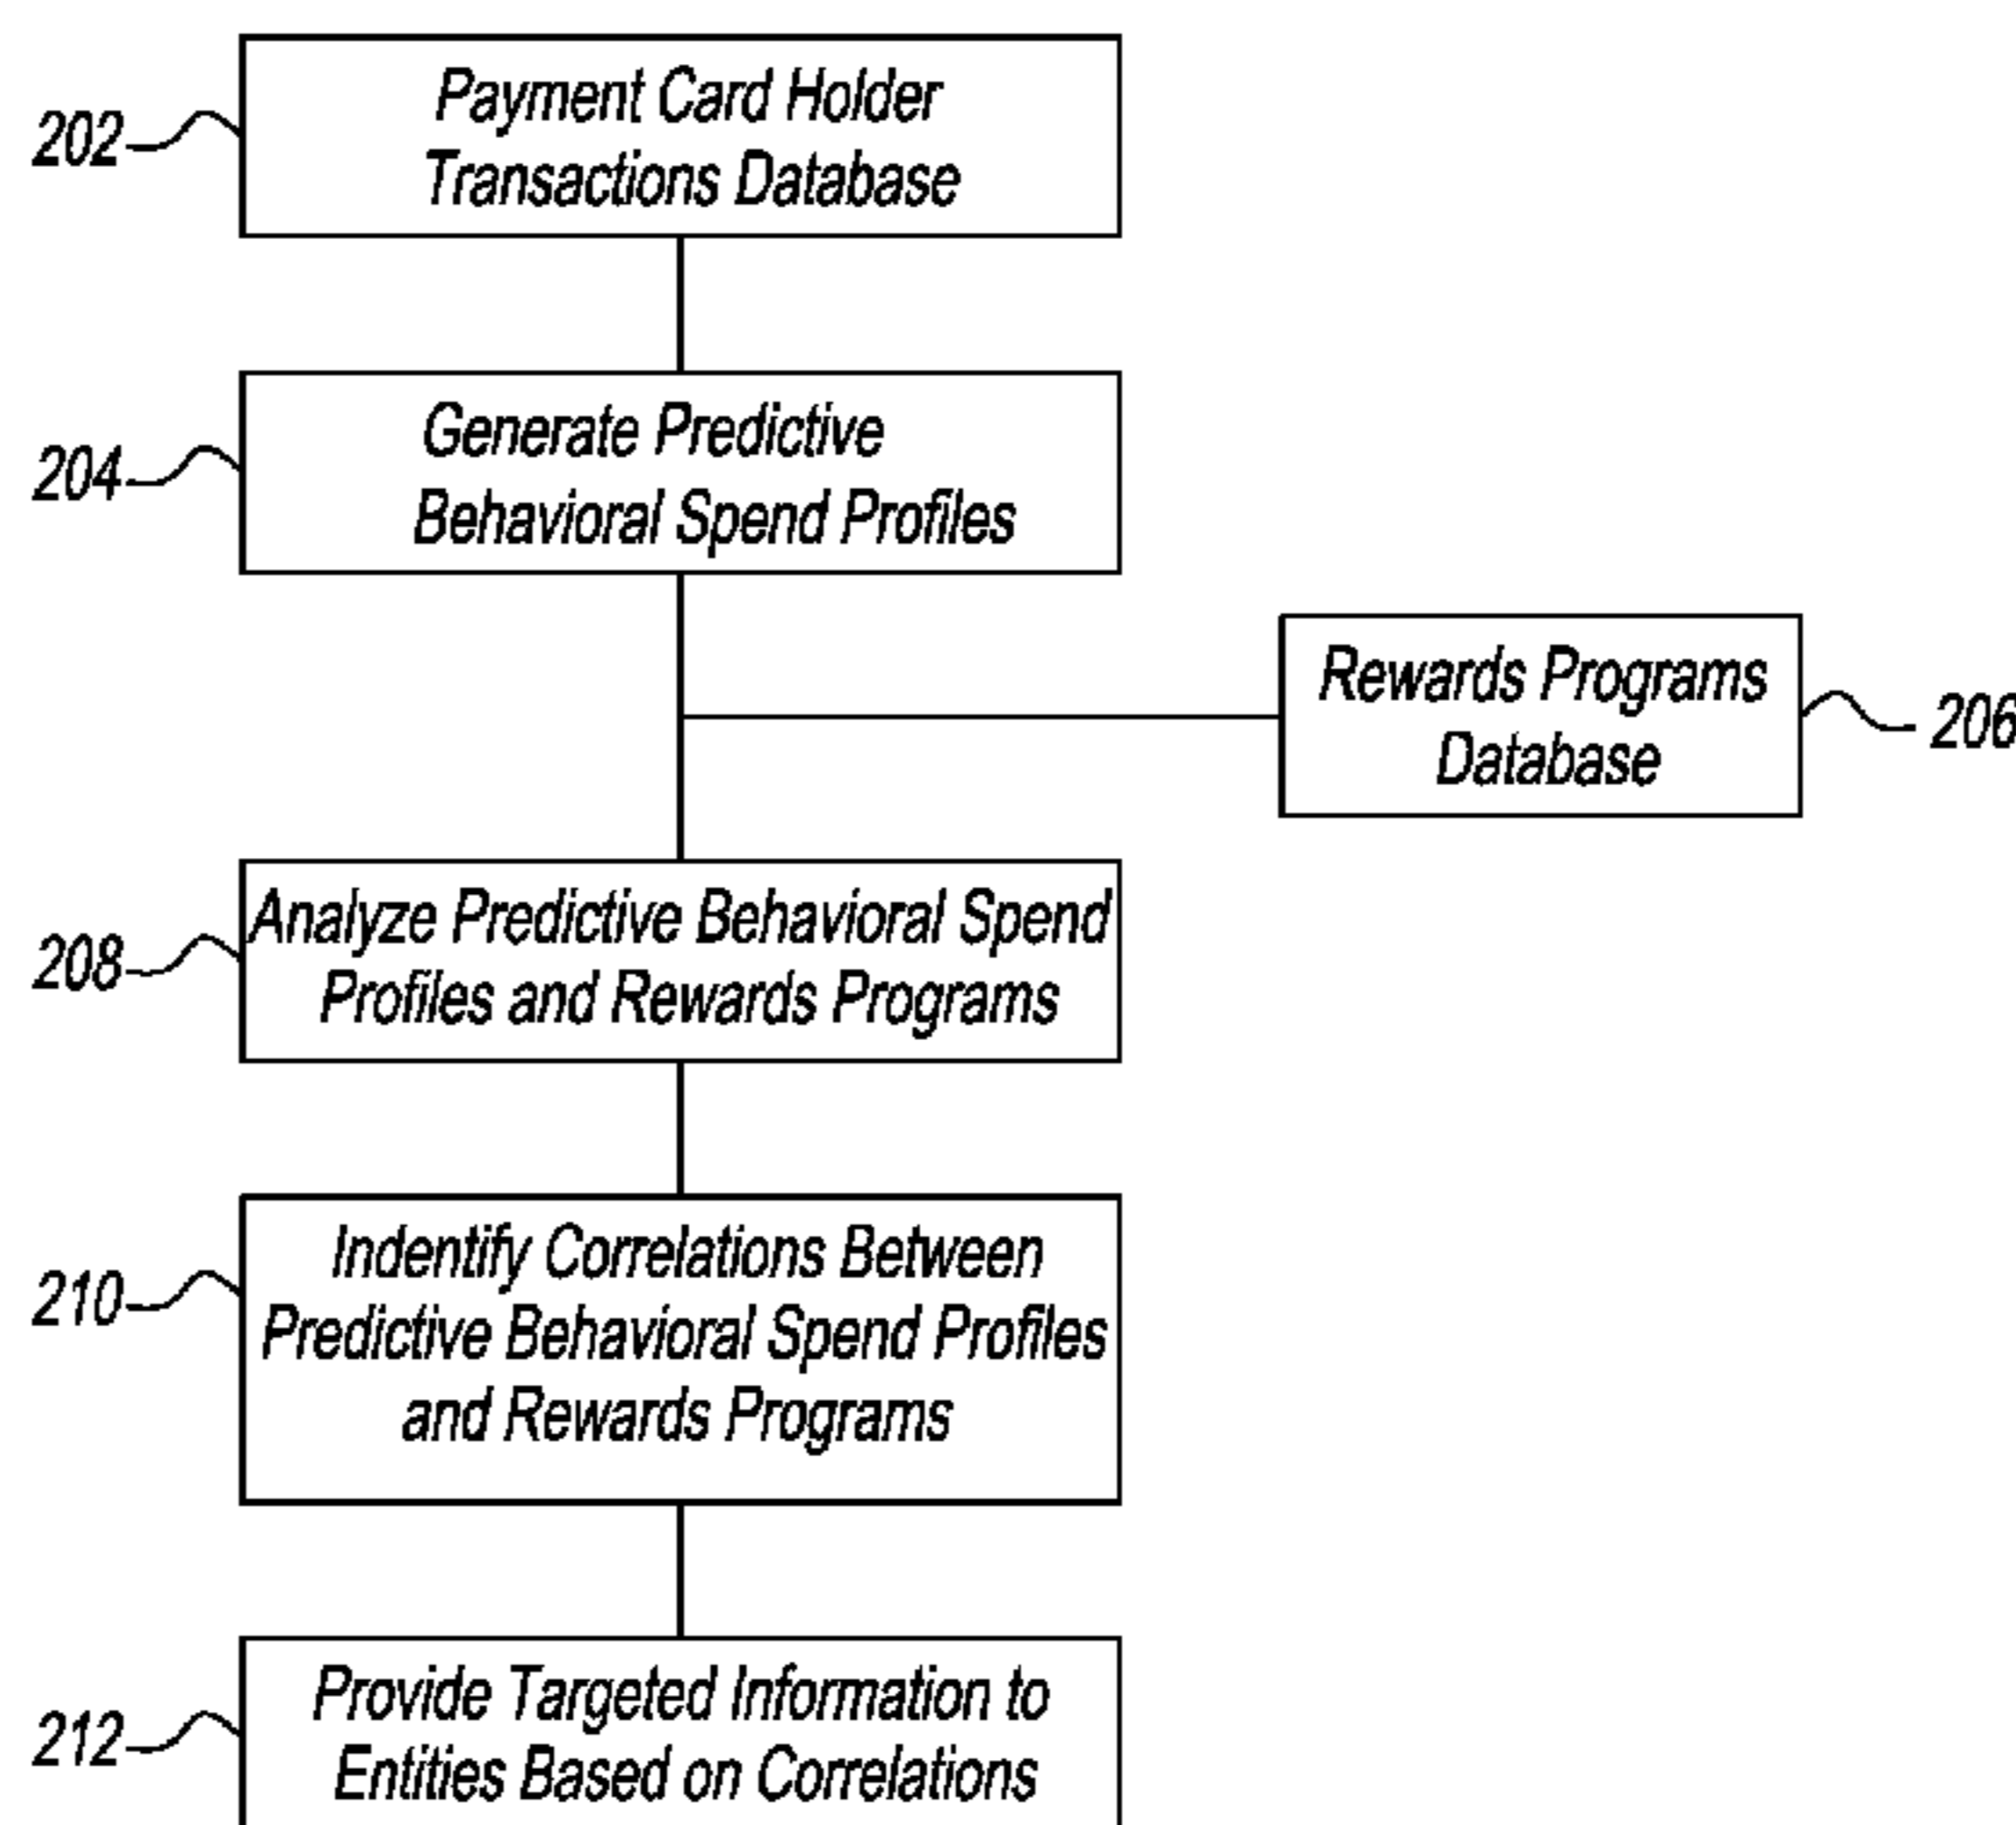 Payment Card Holder
202
Transactions Database
Generate Predictive
204
Behavioral Spend Profiles
Rewards Programs
206
Database
Analyze Predictive Behavioral Spend
208
Profiles and Rewards Programs
Indentify Correlations Between
210
Predictive Behavioral Spend Profiles
and Rewards Programs
Provide Targeted Information to
212
Entities Based on Correlations